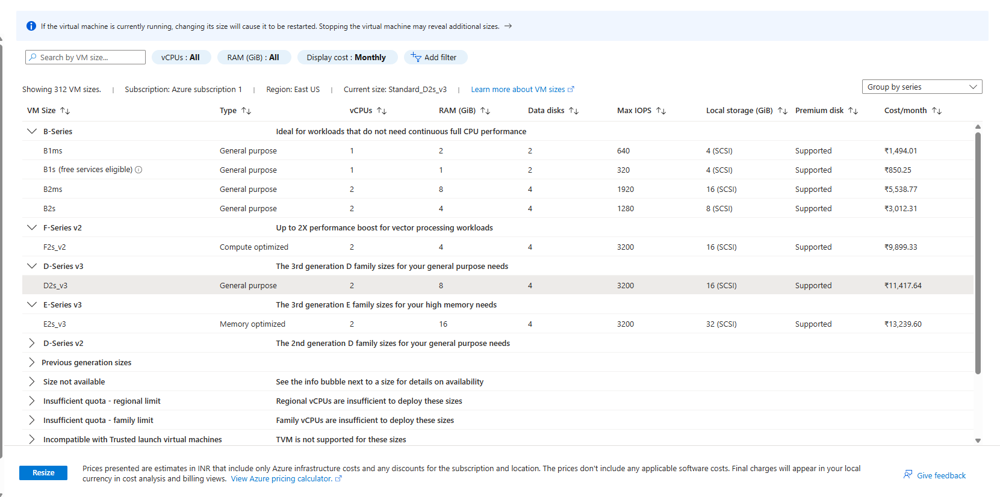 If the virtual machine is currently running, changing its size will cause it to be restarted. Stopping the virtual machine may reveal additional sizes. →
Search by VM size... vCPUs : All RAM (GiB) : All Display cost : Monthly Add filter
Showing 312 VM sizes. | Subscription: Azure subscription 1 | Region: East US | Current size: Standard_D2s_v3 | Learn more about VM sizes Group by series
VM Size ↑↓ Type ↑↓ vCPUs ↑↓ RAM (GiB) ↑↓ Data disks ↑↓ Max IOPS ↑↓ Local storage (GiB) ↑↓ Premium disk ↑↓ Cost/month ↑↓
B-Series Ideal for workloads that do not need continuous full CPU performance
B1ms General purpose 1 2 2 640 4 (SCSI) Supported ₹1,494.01
B1s (free services eligible) General purpose 1 1 2 320 4 (SCSI) Supported ₹850.25
B2ms General purpose 2 8 4 1920 16 (SCSI) Supported ₹5,538.77
B2s General purpose 2 4 4 1280 8 (SCSI) Supported ₹3,012.31
F-Series v2 Up to 2X performance boost for vector processing workloads
F2s_v2 Compute optimized 2 4 4 3200 16 (SCSI) Supported ₹9,899.33
D-Series v3 The 3rd generation D family sizes for your general purpose needs
D2s_v3 General purpose 2 8 4 3200 16 (SCSI) Supported ₹11,417.64
E-Series v3 The 3rd generation E family sizes for your high memory needs
E2s_v3 Memory optimized 2 16 4 3200 32 (SCSI) Supported ₹13,239.60
D-Series v2 The 2nd generation D family sizes for your general purpose needs
Previous generation sizes
Size not available See the info bubble next to a size for details on availability
Insufficient quota - regional limit Regional vCPUs are insufficient to deploy these sizes
Insufficient quota - family limit Family vCPUs are insufficient to deploy these sizes
Incompatible with Trusted launch virtual machines TVM is not supported for these sizes
Resize Prices presented are estimates in INR that include only Azure infrastructure costs and any discounts for the subscription and location. The prices don't include any applicable software costs. Final charges will appear in your local
currency in cost analysis and billing views. View Azure pricing calculator. Give feedback